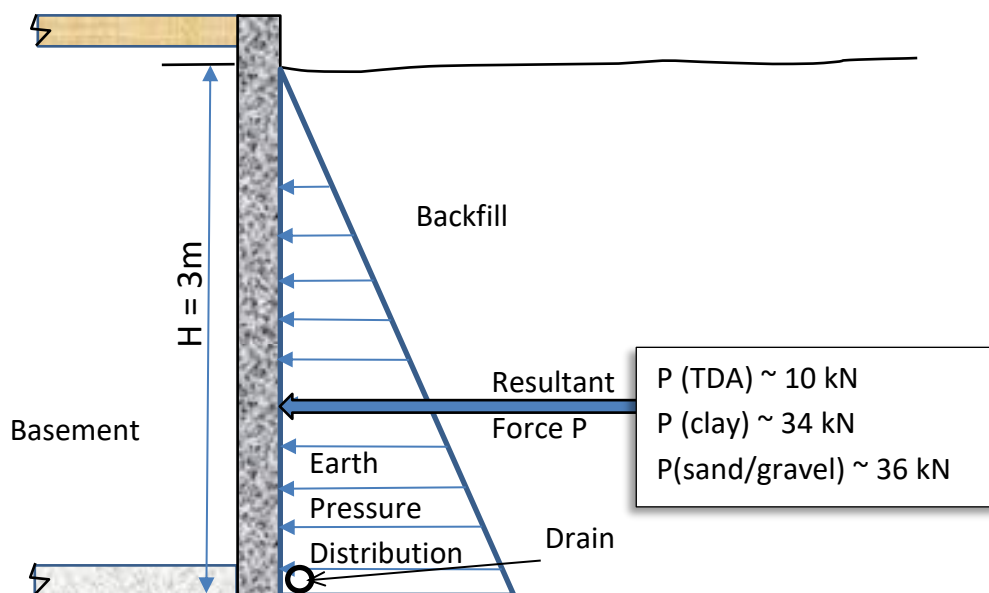 Backfill
H = 3m
Resultant
Force P
P (TDA) ~ 10 kN
P (clay) ~ 34 kN
P(sand/gravel) ~ 36 kN
Basement
Earth
Pressure
Distribution
Drain